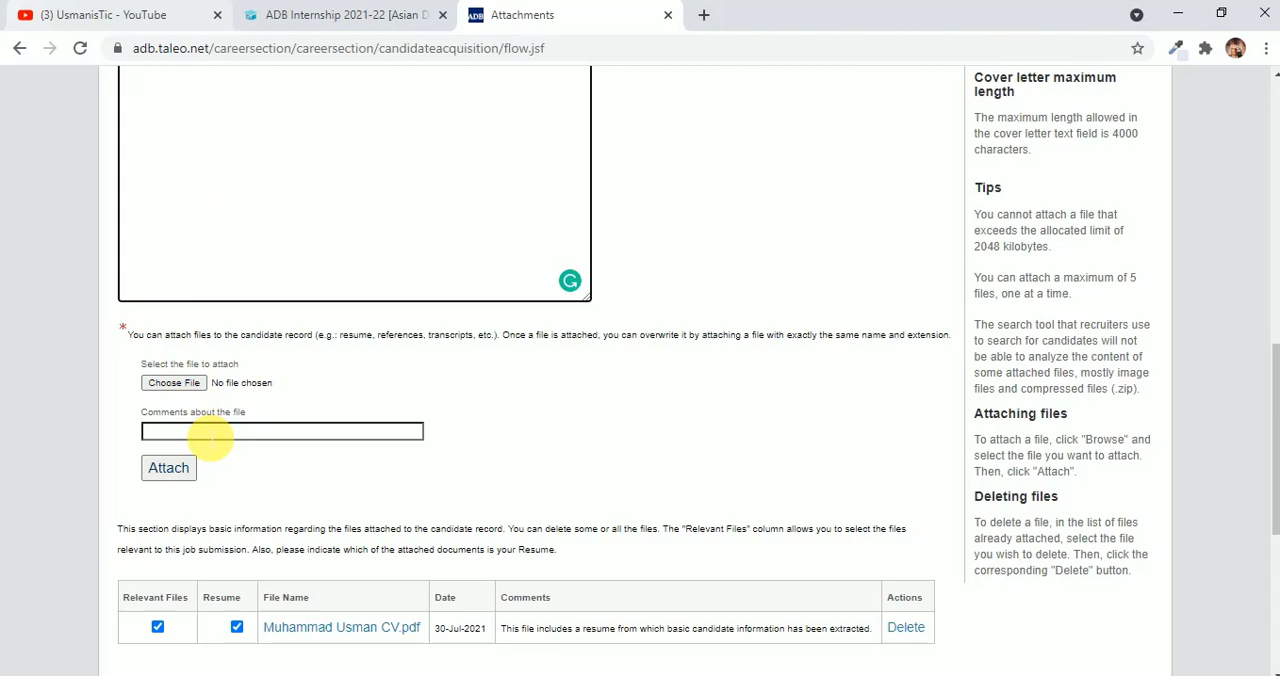 (3) UsmanisTic - YouTube
ADB Internship 2021-22 [Asian D
ADB
Attachments
adb.taleo.net/careersection/careersection/candidateacquisition/flow.jsf
Cover letter maximum
length
The maximum length allowed in
the cover letter text field is 4000
characters.
Tips
You cannot attach a file that
exceeds the allocated limit of
2048 kilobytes.
You can attach a maximum of 5
files, one at a time.
The search tool that recruiters use
to search for candidates will not
be able to analyze the content of
some attached files, mostly image
files and compressed files (.zip).
Attaching files
To attach a file, click "Browse" and
select the file you want to attach.
Then, click "Attach".
Deleting files
To delete a file, in the list of files
already attached, select the file
you wish to delete. Then, click the
corresponding "Delete" button.
*You can attach files to the candidate record (e.g.: resume, references, transcripts, etc.). Once a file is attached, you can overwrite it by attaching a file with exactly the same name and extension.
Select the file to attach
Choose File No file chosen
Comments about the file
Attach
This section displays basic information regarding the files attached to the candidate record. You can delete some or all the files. The "Relevant Files" column allows you to select the files
relevant to this job submission. Also, please indicate which of the attached documents is your Resume.
Relevant Files Resume File Name Date Comments Actions
Muhammad Usman CV.pdf 30-Jul-2021 This file includes a resume from which basic candidate information has been extracted. Delete